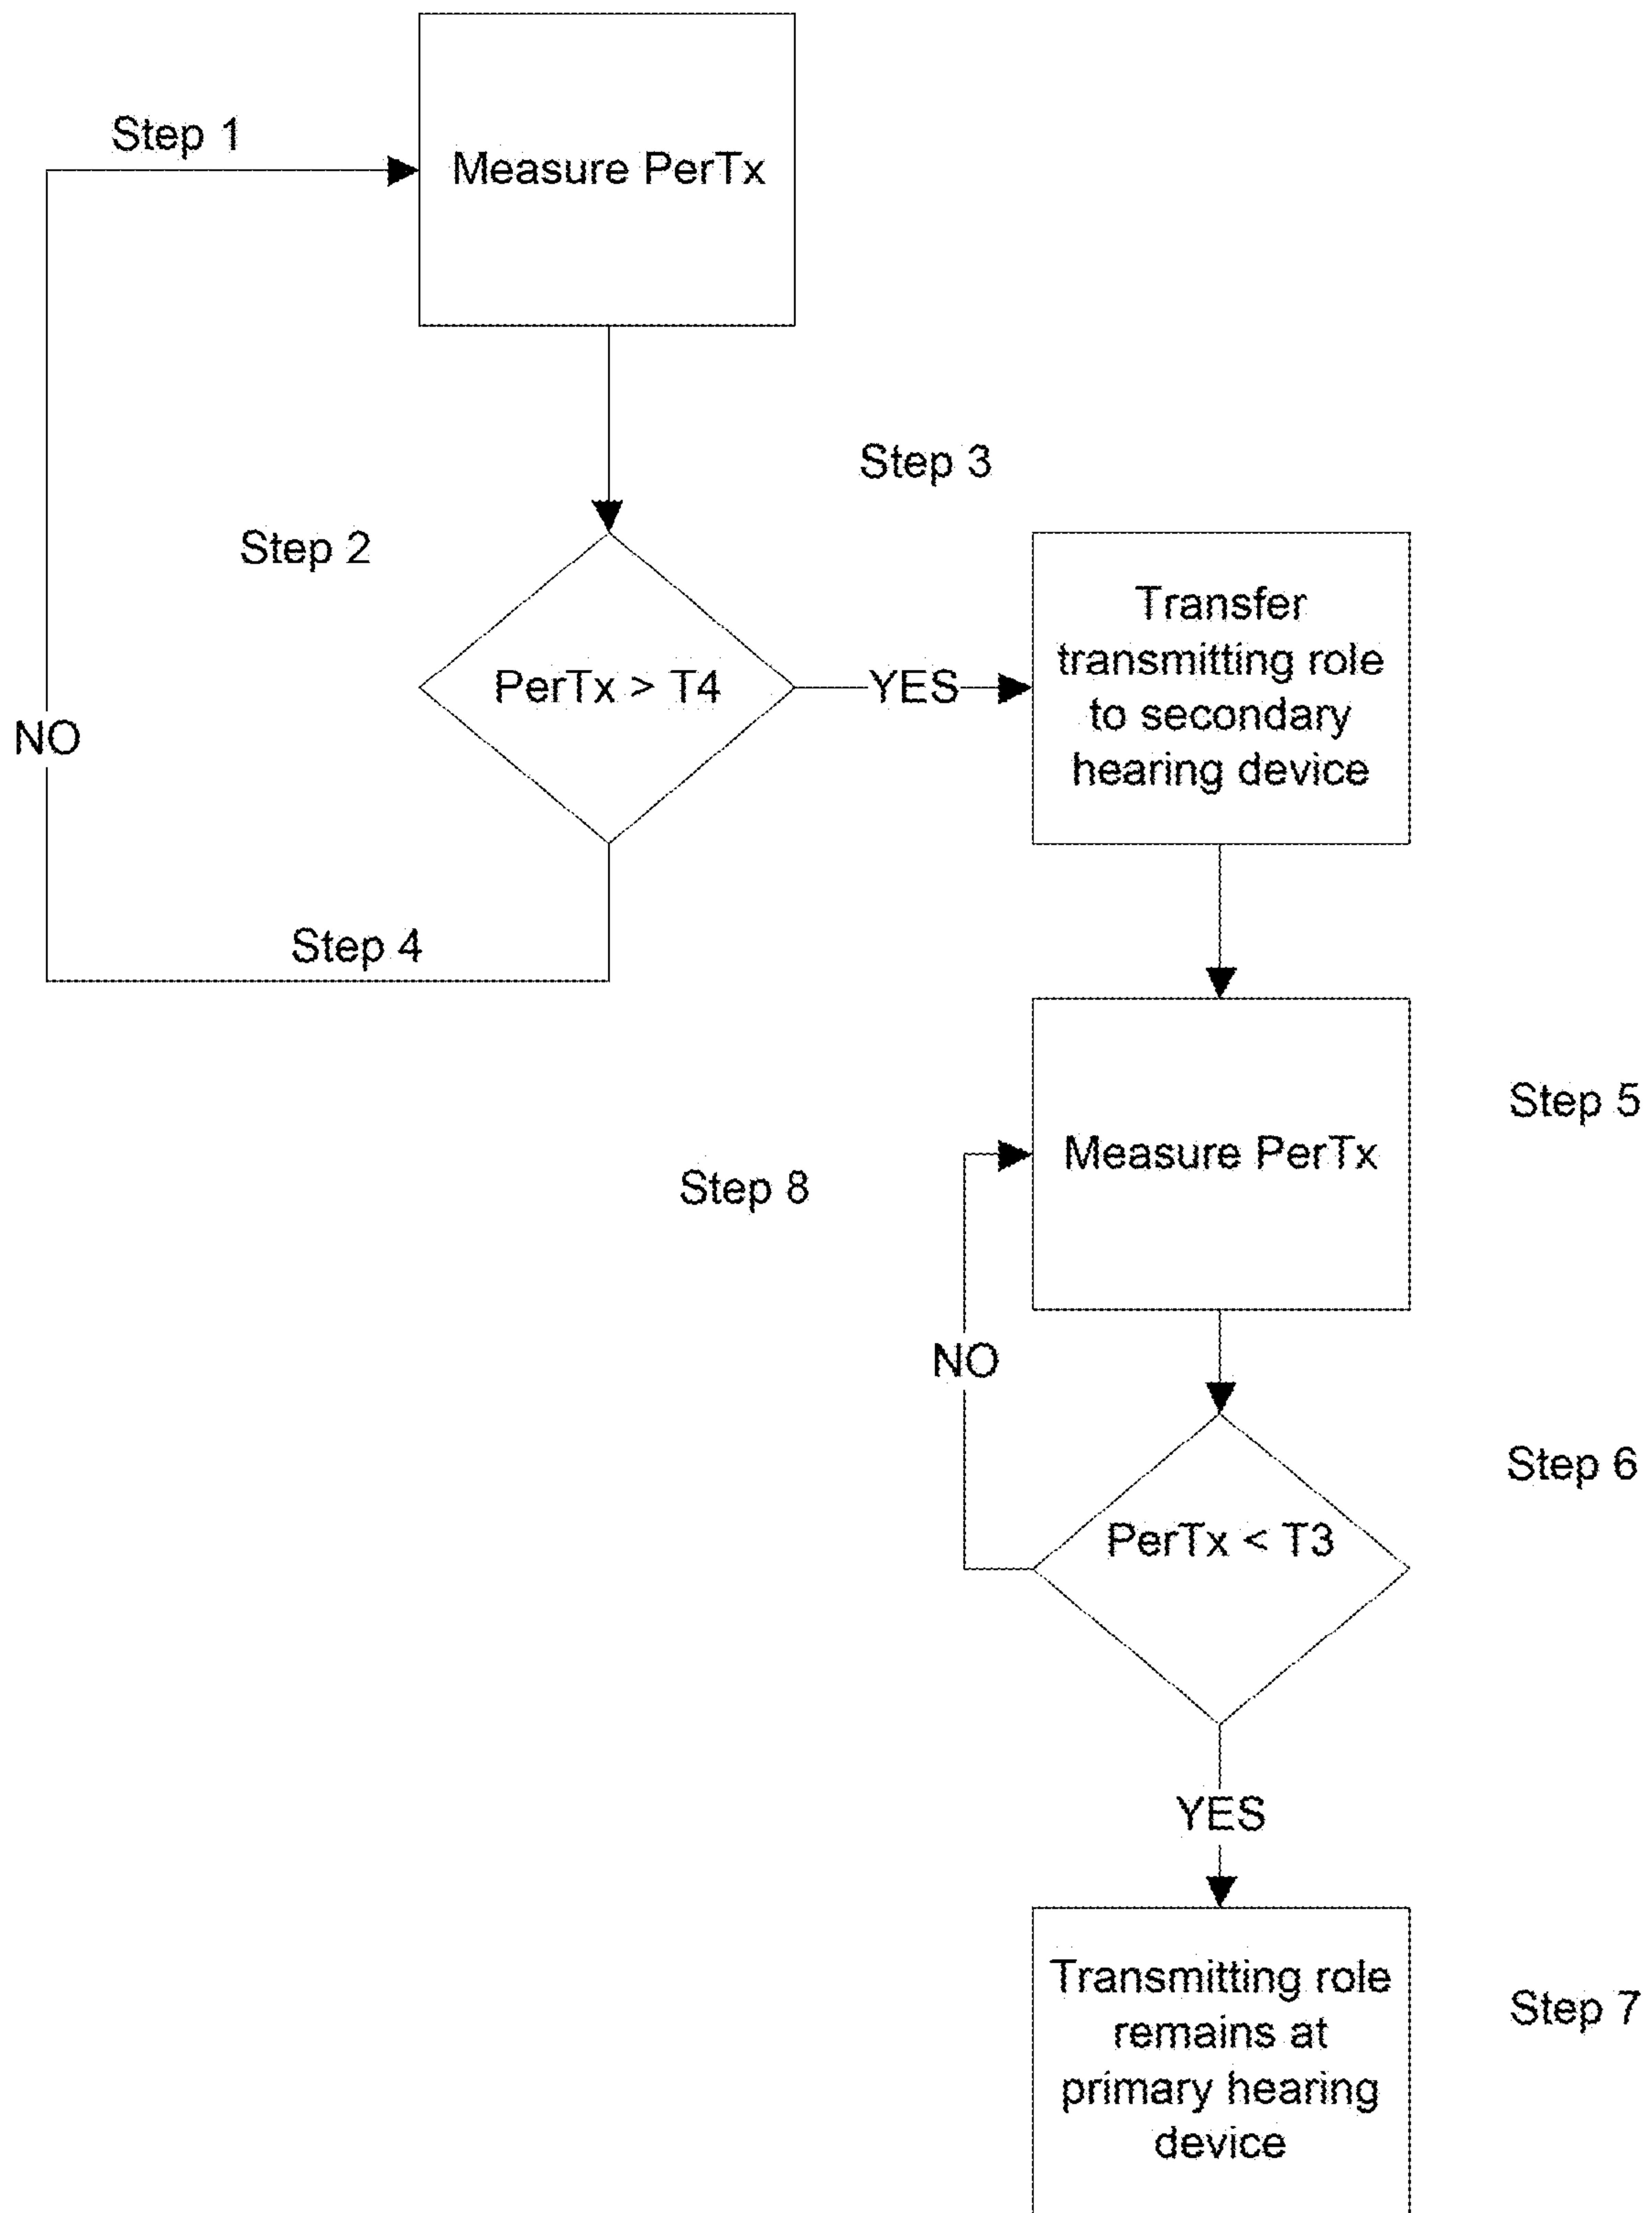 Step 1
Measure PerTx
Step 3
Step 2
Transfer
transmitting role
to secondary
hearing device
PerTx > T4
YES
NO
Step 4
Step 5
Measure PerTx
Step 8
NO
Step 6
PerTx < T3
YES
Transmitting role
remains at
primary hearing
device
Step 7